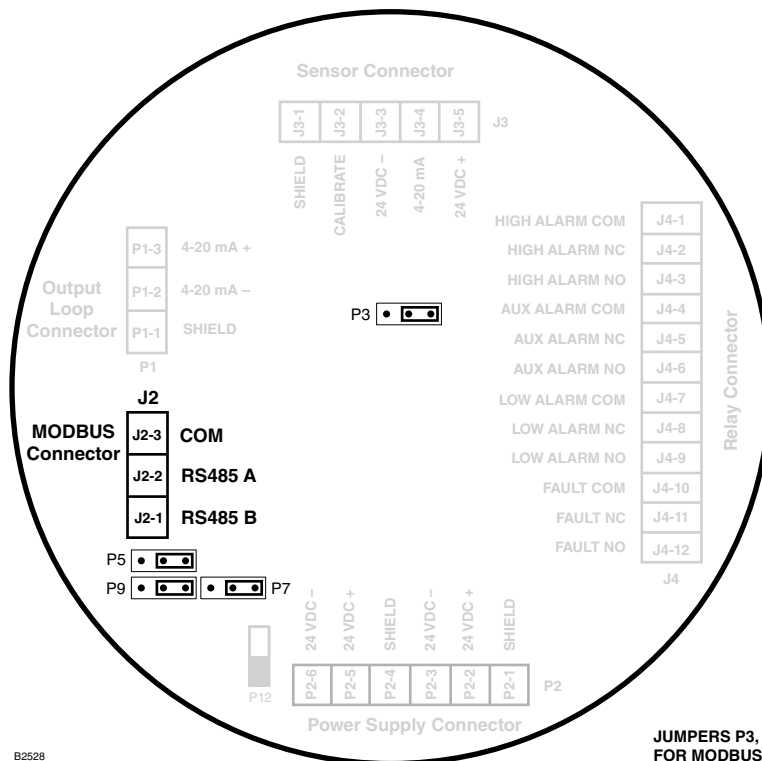 Sensor Connector
J3-1
J3-2
J3-3
J3-4
J3-5
J3
SHIELD
CALIBRATE
24 VDC –
4-20 mA
24 VDC +
P1-3 4-20 mA +
P1-2 4-20 mA –
P1-1 SHIELD
Output
Loop
Connector
P1
P3
HIGH ALARM COM J4-1
HIGH ALARM NC J4-2
HIGH ALARM NO J4-3
AUX ALARM COM J4-4
AUX ALARM NC J4-5
AUX ALARM NO J4-6
LOW ALARM COM J4-7
LOW ALARM NC J4-8
LOW ALARM NO J4-9
FAULT COM J4-10
FAULT NC J4-11
FAULT NO J4-12
J4
Relay Connector
J2
MODBUS
Connector
J2-3 COM
J2-2 RS485 A
J2-1 RS485 B
P5
P9
P7
24 VDC –
24 VDC +
SHIELD
24 VDC –
24 VDC +
SHIELD
P12
P2-6
P2-5
P2-4
P2-3
P2-2
P2-1
P2
Power Supply Connector
B2528
JUMPERS P3,
FOR MODBUS